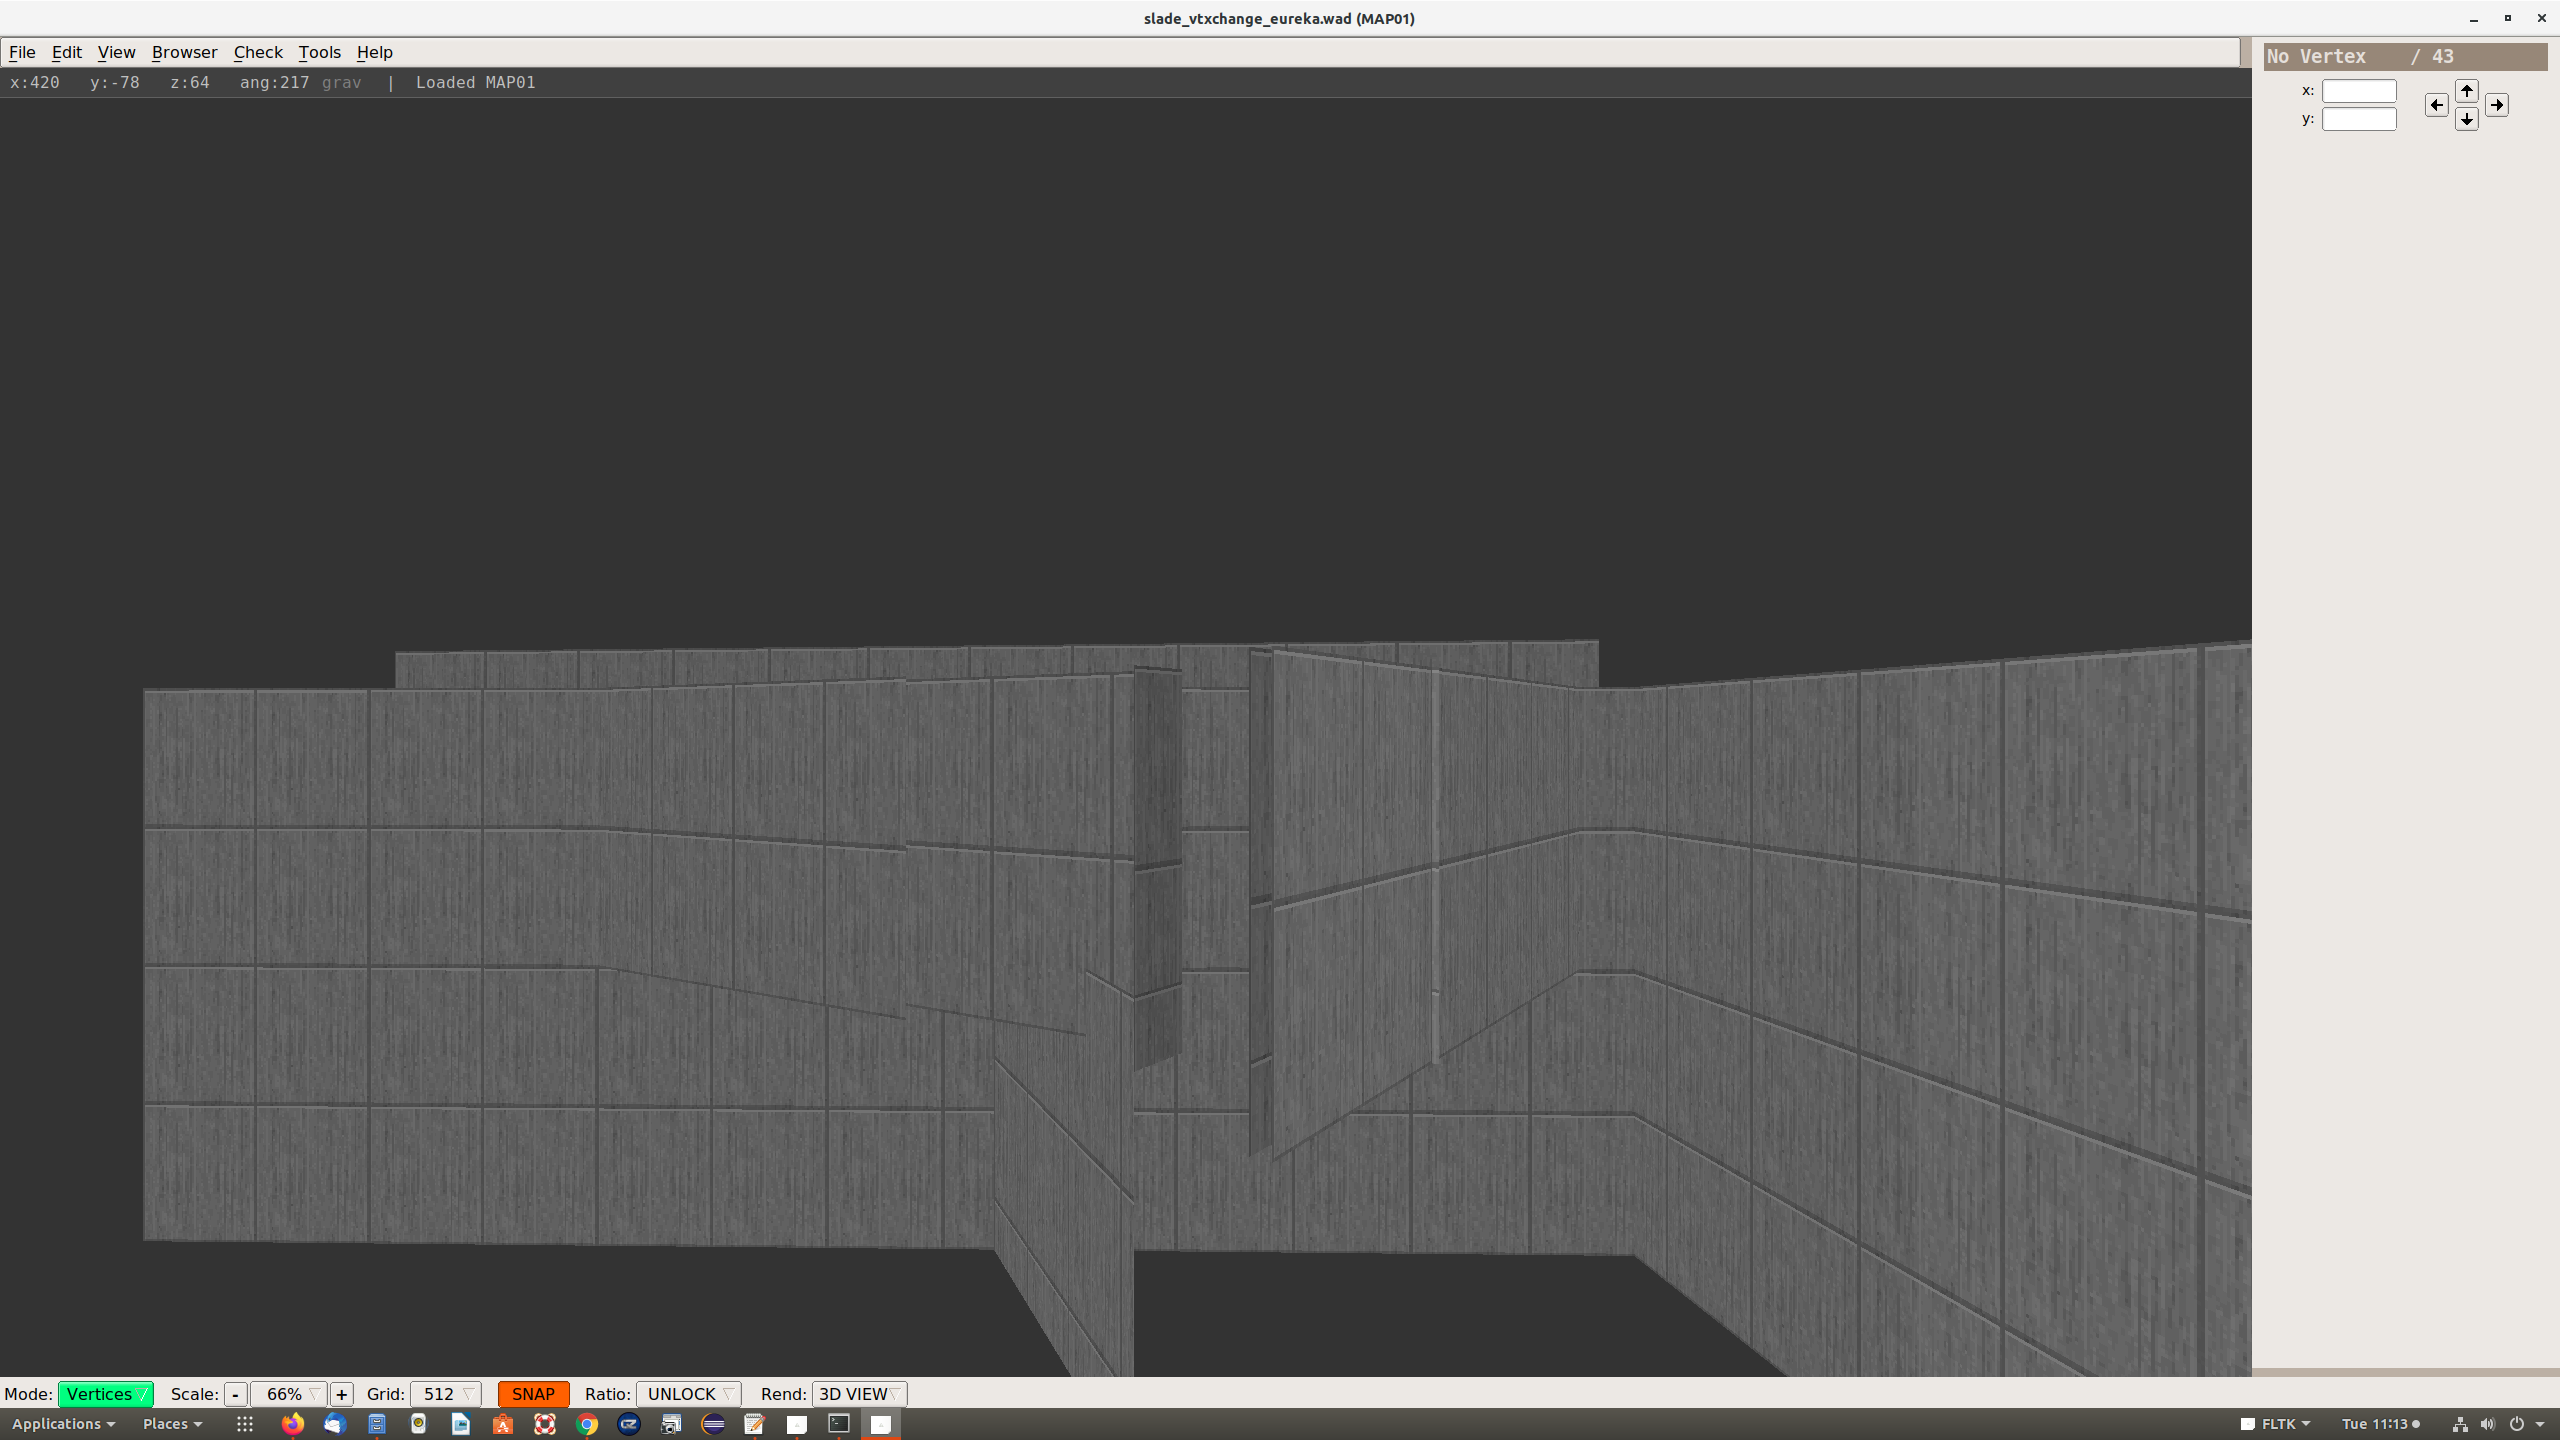 slade_vtxchange_eureka.wad (MAP01)
File Edit View Browser Check Tools Help
x:420 y:-78 z:64 ang:217 grav | Loaded MAP01
No Vertex / 43
x:
y:
Mode: Vertices Scale: - 66% + Grid: 512 SNAP Ratio: UNLOCK Rend: 3D VIEW
Applications Places FLTK Tue 11:13